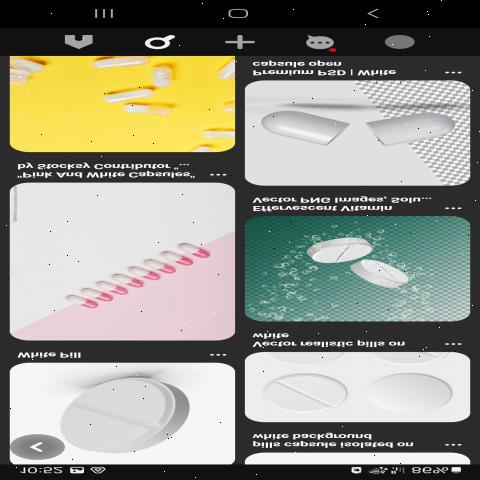 10:52
86%
White Pill
"Pink And White Capsules"
by Stocksy Contributor "...
pills capsule isolated on
white background
Vector realistic pills on
white
Effervescent Vitamin
Vector PNG Images, Solu...
Premium PSD | White
capsule open